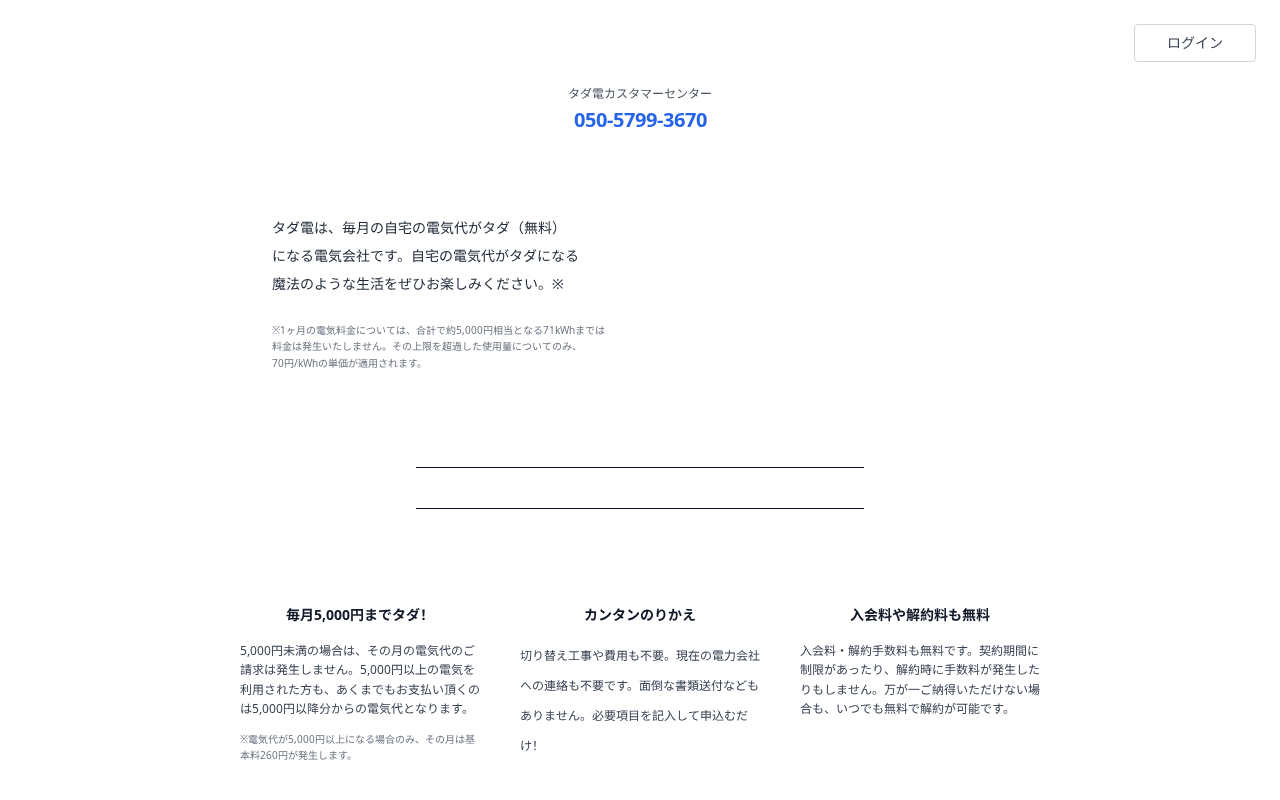 ログイン
タダ電カスタマーセンター
050-5799-3670
タダ電は、毎月の自宅の電気代がタダ（無料）
になる電気会社です。自宅の電気代がタダになる
魔法のような生活をぜひお楽しみください。※
※1ヶ月の電気料金については、合計で約5,000円相当となる71kWhまでは
料金は発生いたしません。その上限を超過した使用量についてのみ、
70円/kWhの単価が適用されます。
毎月5,000円までタダ！
5,000円未満の場合は、その月の電気代のご
請求は発生しません。5,000円以上の電気を
利用された方も、あくまでもお支払い頂くの
は5,000円以降分からの電気代となります。
※電気代が5,000円以上になる場合のみ、その月は基
本料260円が発生します。
カンタンのりかえ
切り替え工事や費用も不要。現在の電力会社
への連絡も不要です。面倒な書類送付なども
ありません。必要項目を記入して申込むだ
け！
入会料や解約料も無料
入会料・解約手数料も無料です。契約期間に
制限があったり、解約時に手数料が発生した
りもしません。万が一ご納得いただけない場
合も、いつでも無料で解約が可能です。